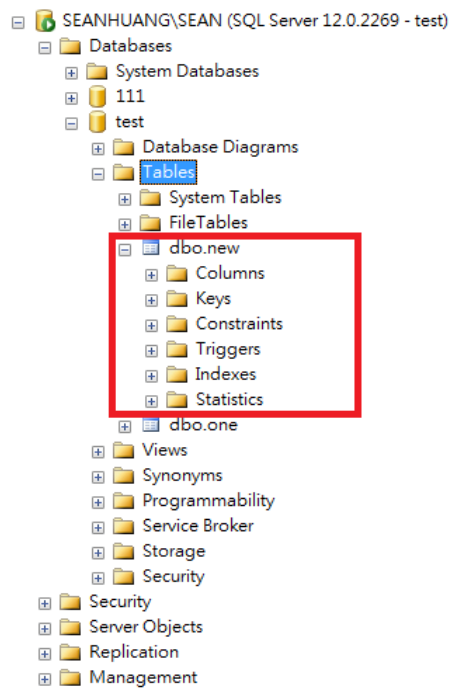 SEANHUANG\SEAN (SQL Server 12.0.2269 - test)
Databases
System Databases
111
test
Database Diagrams
Tables
System Tables
FileTables
dbo.new
Columns
Keys
Constraints
Triggers
Indexes
Statistics
dbo.one
Views
Synonyms
Programmability
Service Broker
Storage
Security
Security
Server Objects
Replication
Management